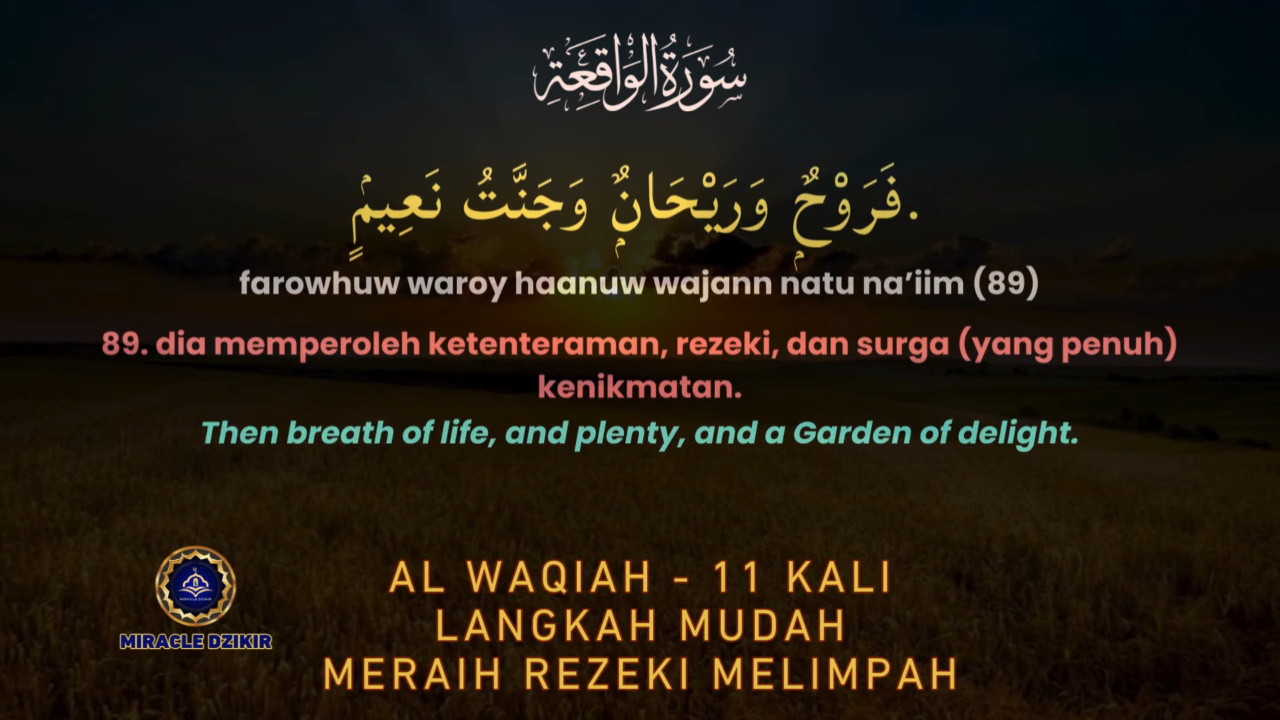 سُورَةُ الوَاقِعَةِ
فَرَوْحٌ وَرَيْحَانٌ وَجَنَّتُ نَعِيمٍ.
farowhuw waroy haanuw wajann natu na’iim (89)
89. dia memperoleh ketenteraman, rezeki, dan surga (yang penuh)
kenikmatan.
Then breath of life, and plenty, and a Garden of delight.
MIRACLE DZIKIR
MIRACLE DZIKIR
AL WAQIAH - 11 KALI
LANGKAH MUDAH
MERAIH REZEKI MELIMPAH